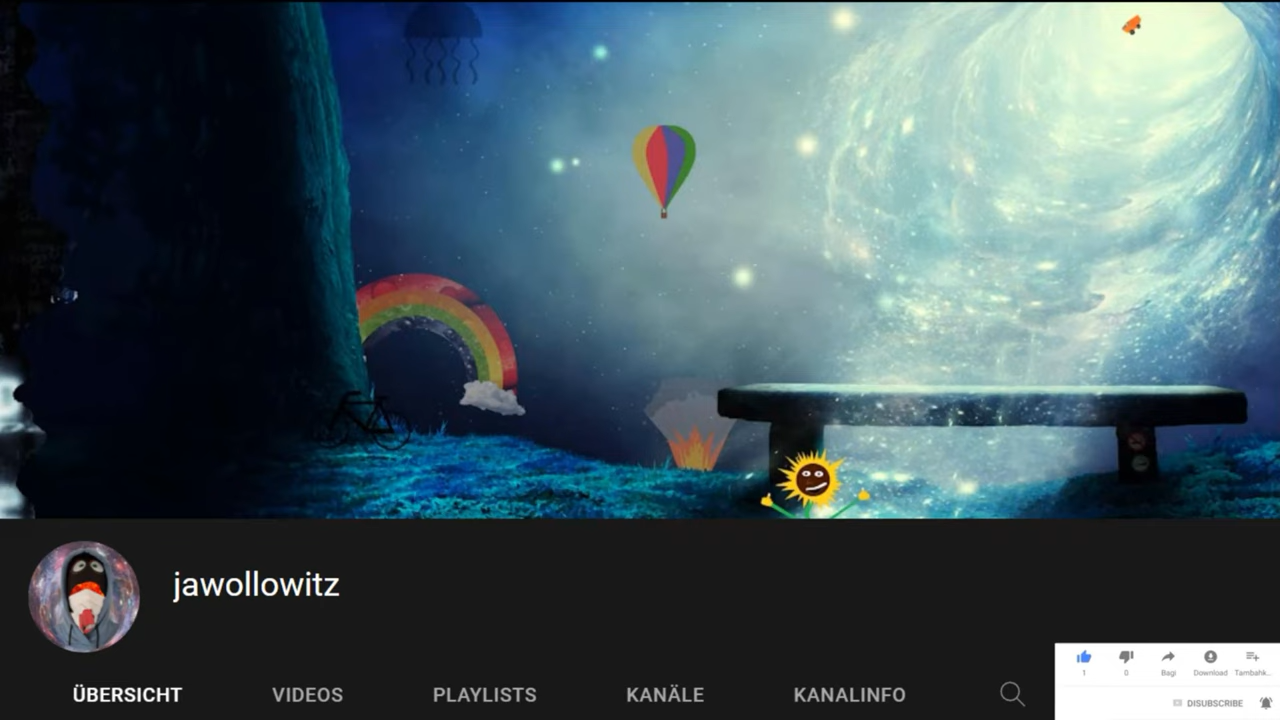 jawollowitz
ÜBERSICHT VIDEOS PLAYLISTS KANÄLE KANALINFO
1 0 Bagi Download Tambahk...
DISUBSCRIBE